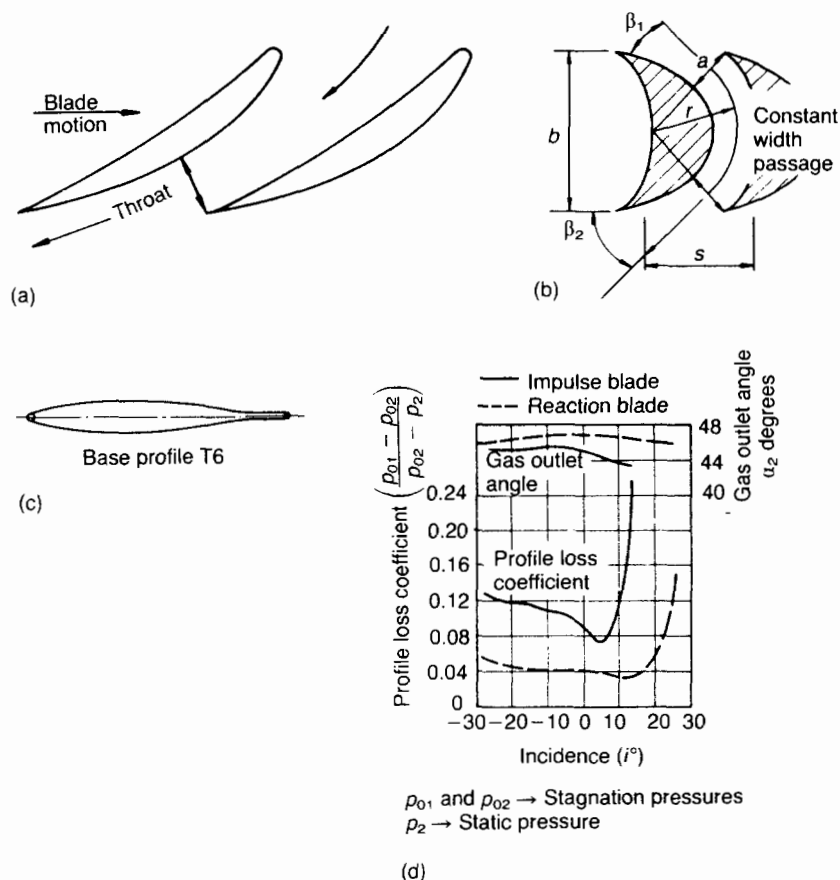 Blade
motion
Throat
(a)
β₁
a
b
r
Constant
width
passage
β₂
s
(b)
Base profile T6
(c)
Impulse blade
Reaction blade
Profile loss coefficient (p₀₁ − p₀₂ / p₀₂ − p₂)
Gas outlet
angle
48
44
40
Gas outlet angle
α₂ degrees
0.24
0.20
0.16
Profile loss
coefficient
0.12
0.08
0.04
0
−30 −20 −10 0 10 20 30
Incidence (i°)
p₀₁ and p₀₂ → Stagnation pressures
p₂ → Static pressure
(d)